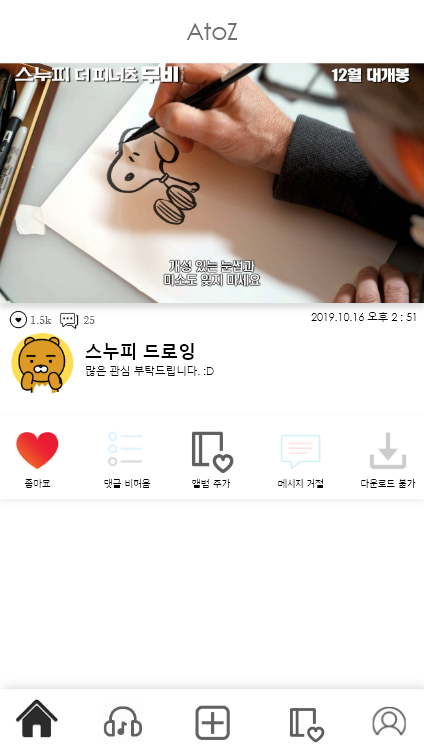 AtoZ
스누피 더 피너츠 무비
12월 대개봉
개성 있는 눈썹과
미소도 잊지 마세요
1.5k
25
2019.10.16 오후 2 : 51
스누피 드로잉
많은 관심 부탁드립니다. :D
좋아요
댓글 비허용
앨범 추가
메시지 거절
다운로드 불가